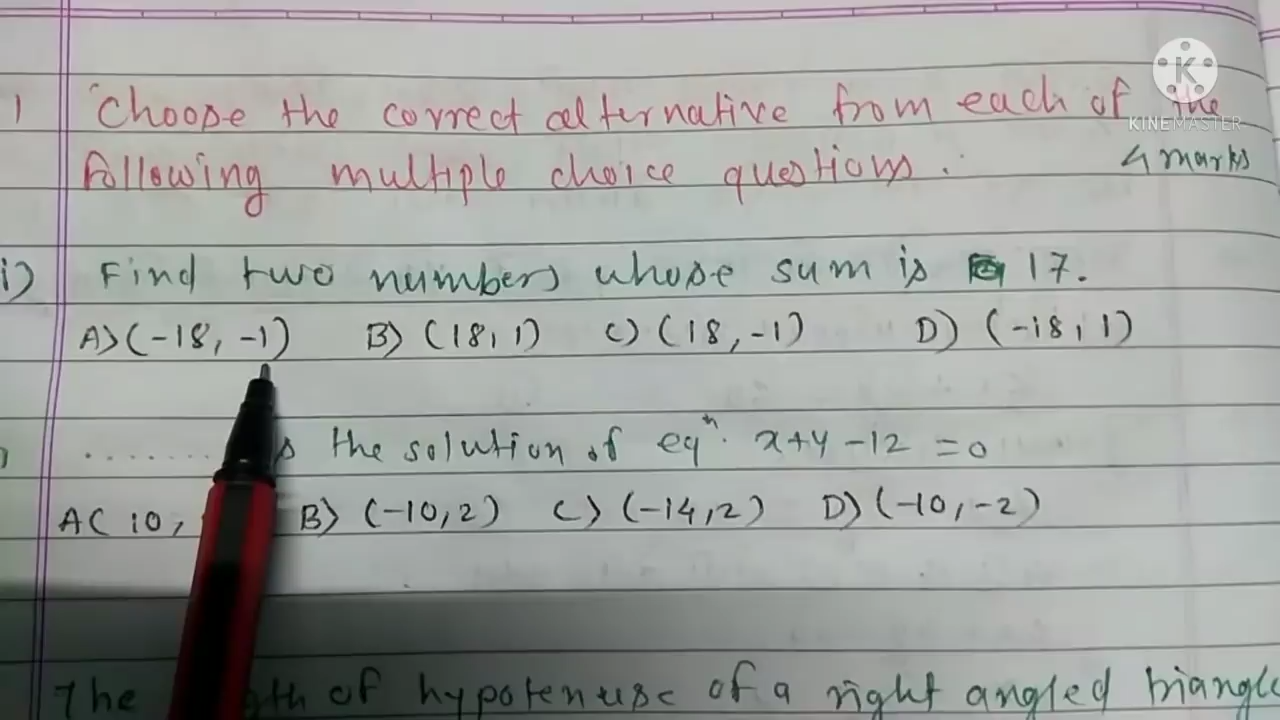 1 Choose the correct alternative from each of the
following multiple choice questions.
4 marks
KINEMASTER
i) Find two numbers whose sum is 17.
A) (-18, -1) B) (18, 1) C) (18, -1) D) (-18, 1)
........ the solution of eqⁿ. x+y-12=0
A( 10, B) (-10, 2) C) (-14, 2) D) (-10, -2)
The of hypotenuse of a right angled triangle